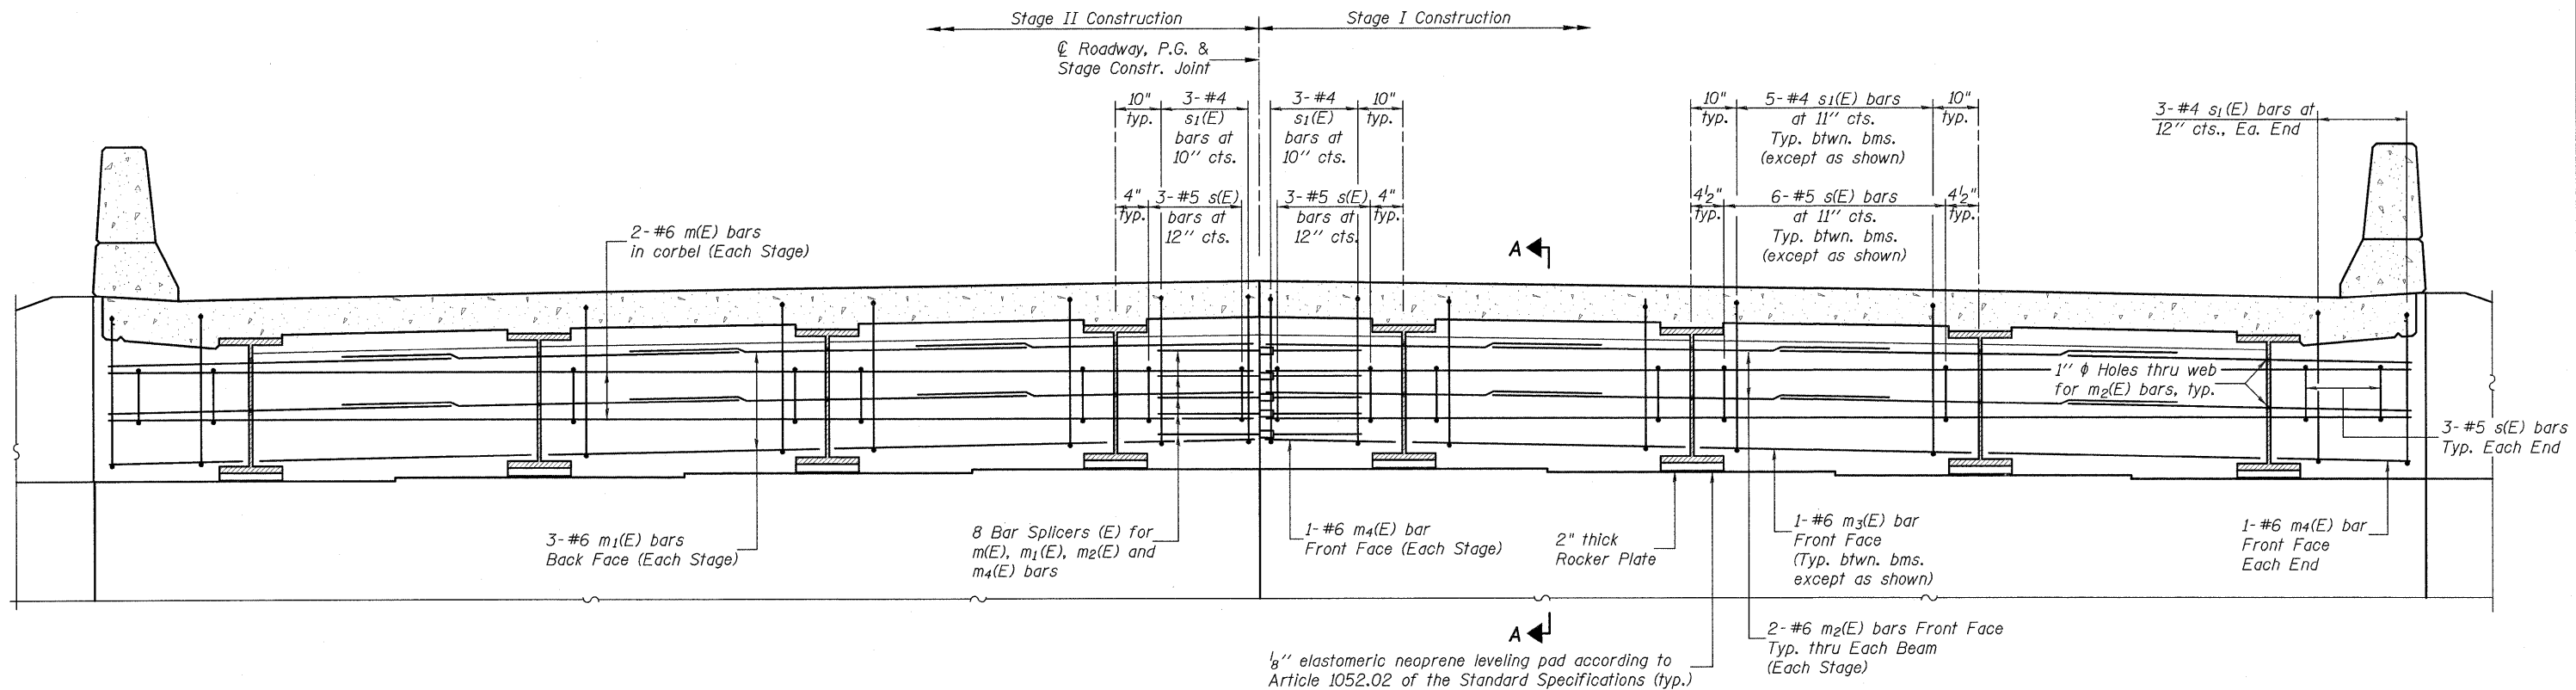 Stage II Construction
Stage I Construction
℄ Roadway, P.G. &
Stage Constr. Joint
10"
typ.
3-#4
s1(E)
bars at
10" cts.
3-#4
s1(E)
bars at
10" cts.
10"
typ.
10"
typ.
5-#4 s1(E) bars
at 11" cts.
Typ. btwn. bms.
(except as shown)
10"
typ.
3-#4 s1(E) bars at
12" cts., Ea. End
4"
typ.
3-#5 s(E)
bars at
12" cts.
3-#5 s(E)
bars at
12" cts.
4"
typ.
4½"
typ.
6-#5 s(E) bars
at 11" cts.
Typ. btwn. bms.
(except as shown)
4½"
typ.
2-#6 m(E) bars
in corbel (Each Stage)
A
1" ϕ Holes thru web
for m2(E) bars, typ.
3-#5 s(E) bars
Typ. Each End
3-#6 m1(E) bars
Back Face (Each Stage)
8 Bar Splicers (E) for
m(E), m1(E), m2(E) and
m4(E) bars
1-#6 m4(E) bar
Front Face (Each Stage)
2" thick
Rocker Plate
1-#6 m3(E) bar
Front Face
(Typ. btwn. bms.
except as shown)
1-#6 m4(E) bar
Front Face
Each End
A
2-#6 m2(E) bars Front Face
Typ. thru Each Beam
(Each Stage)
⅛" elastomeric neoprene leveling pad according to
Article 1052.02 of the Standard Specifications (typ.)